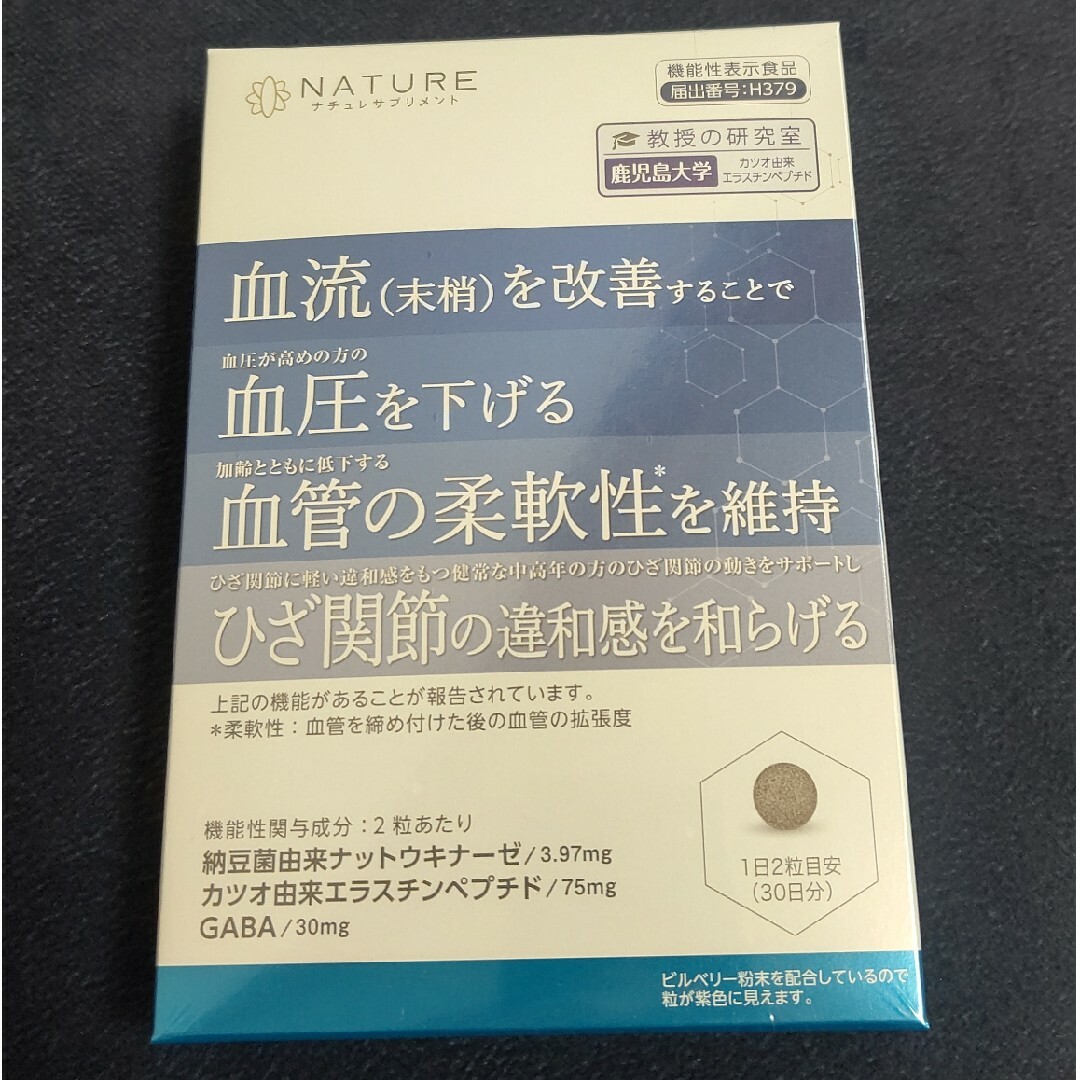 NATURE
ナチュレサプリメント
機能性表示食品
届出番号:H379
教授の研究室
鹿児島大学
カツオ由来
エラスチンペプチド
血流(末梢)を改善することで
血圧が高めの方の
血圧を下げる
加齢とともに低下する
血管の柔軟性*を維持
ひざ関節に軽い違和感をもつ健常な中高年の方のひざ関節の動きをサポートし
ひざ関節の違和感を和らげる
上記の機能があることが報告されています。
*柔軟性:血管を締め付けた後の血管の拡張度
機能性関与成分:2粒あたり
納豆菌由来ナットウキナーゼ/3.97mg
カツオ由来エラスチンペプチド/75mg
GABA/30mg
1日2粒目安
(30日分)
ビルベリー粉末を配合しているので
粒が紫色に見えます。